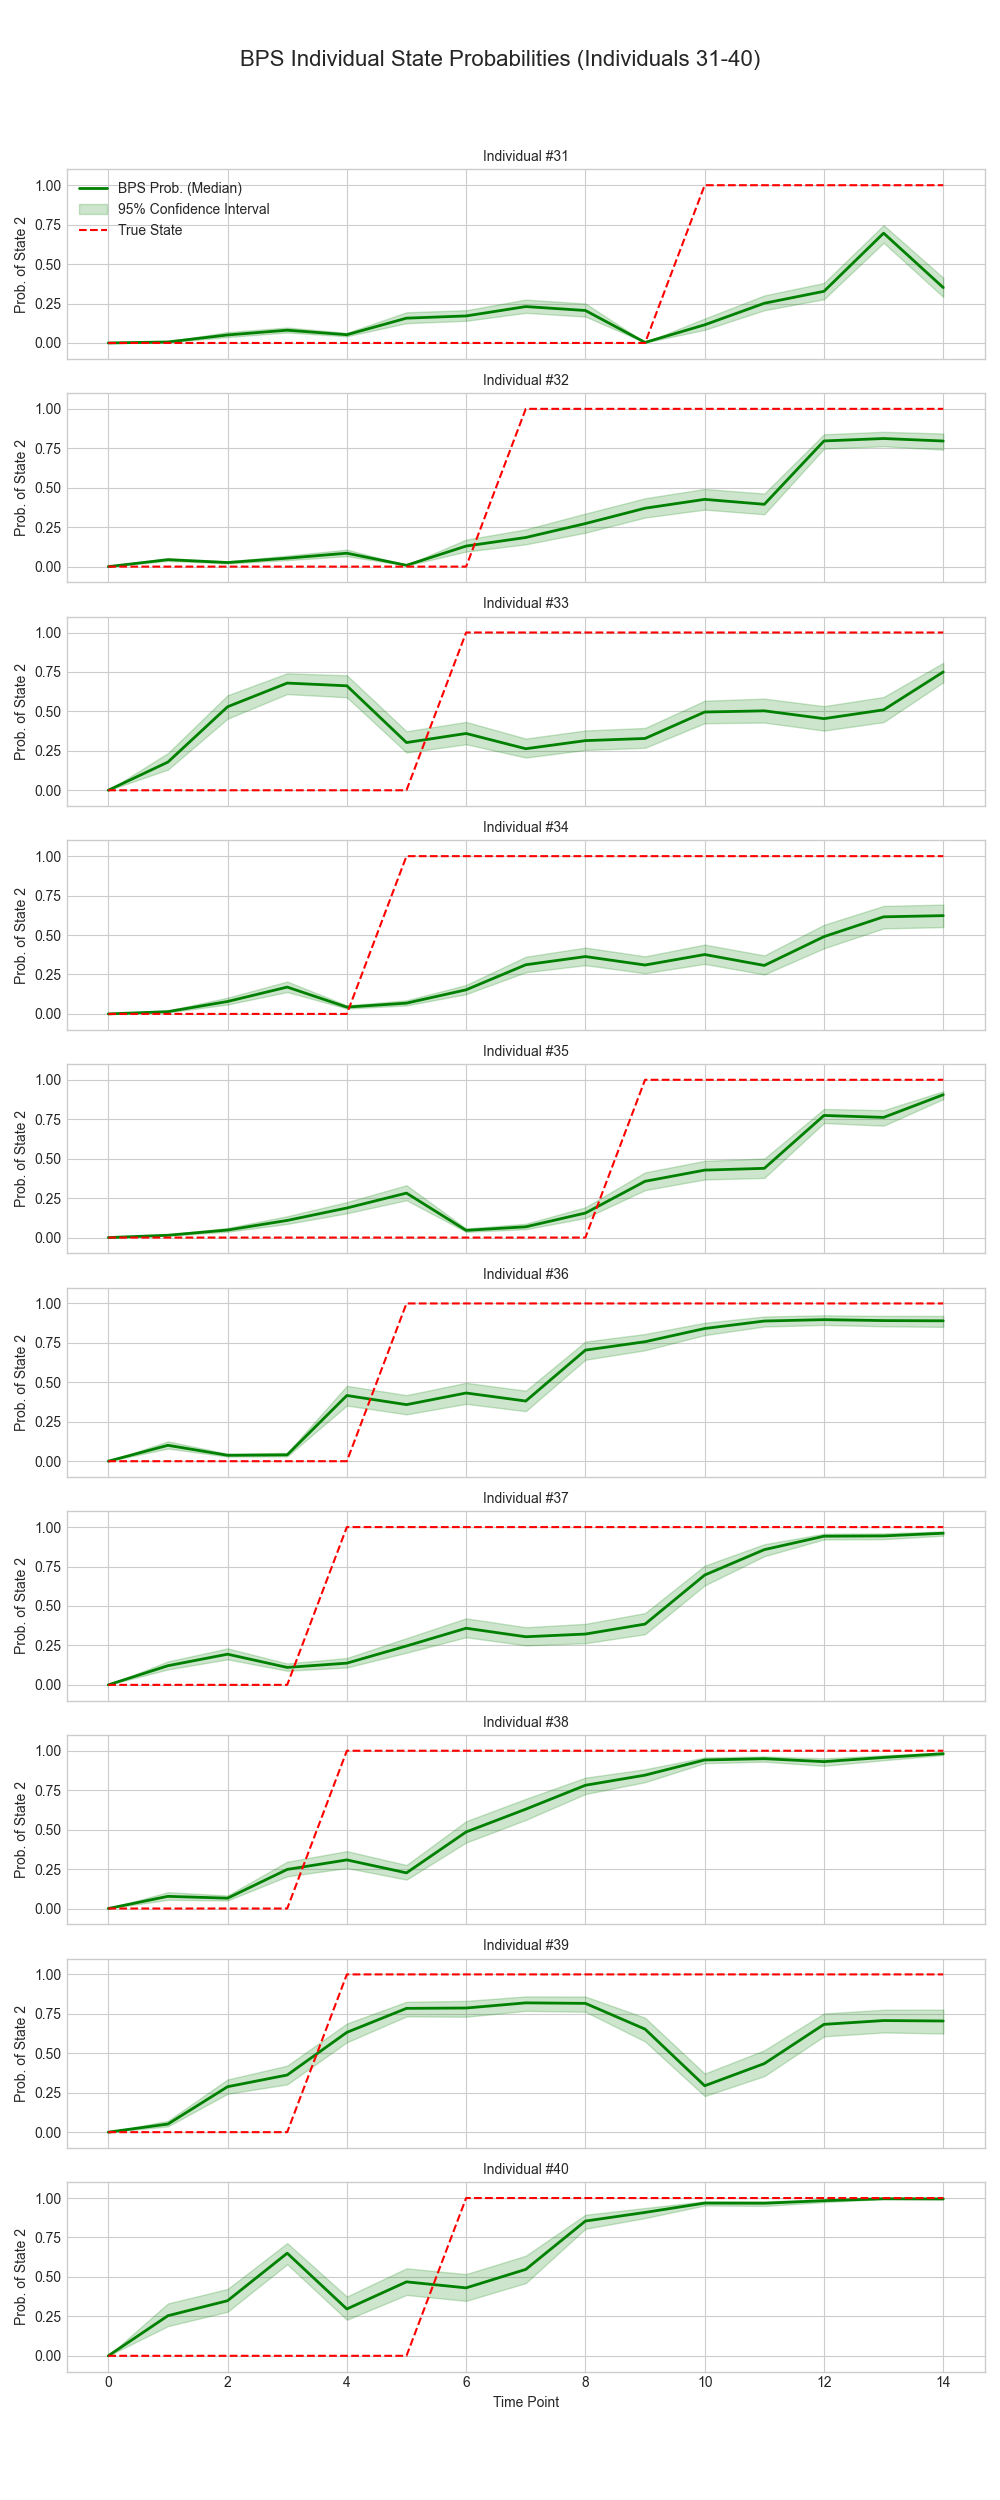 BPS Individual State Probabilities (Individuals 31-40)
Individual #31
BPS Prob. (Median)
95% Confidence Interval
True State
Prob. of State 2
1.00
0.75
0.50
0.25
0.00
Individual #32
Prob. of State 2
1.00
0.75
0.50
0.25
0.00
Individual #33
Prob. of State 2
1.00
0.75
0.50
0.25
0.00
Individual #34
Prob. of State 2
1.00
0.75
0.50
0.25
0.00
Individual #35
Prob. of State 2
1.00
0.75
0.50
0.25
0.00
Individual #36
Prob. of State 2
1.00
0.75
0.50
0.25
0.00
Individual #37
Prob. of State 2
1.00
0.75
0.50
0.25
0.00
Individual #38
Prob. of State 2
1.00
0.75
0.50
0.25
0.00
Individual #39
Prob. of State 2
1.00
0.75
0.50
0.25
0.00
Individual #40
Prob. of State 2
1.00
0.75
0.50
0.25
0.00
0 2 4 6 8 10 12 14
Time Point